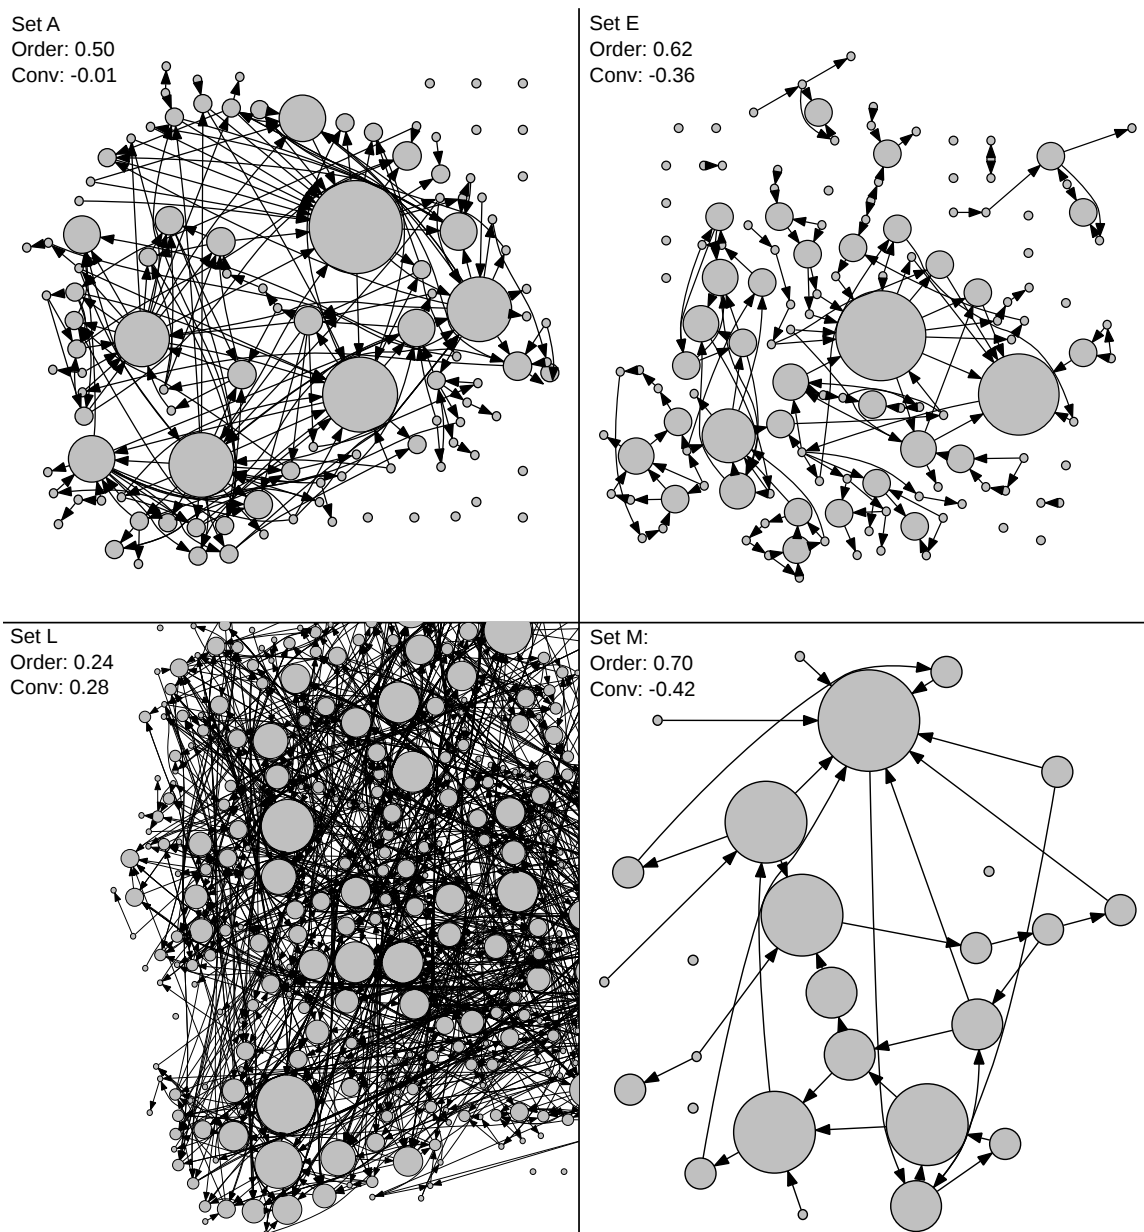 Set A
Order: 0.50
Conv: -0.01
Set E
Order: 0.62
Conv: -0.36
Set L
Order: 0.24
Conv: 0.28
Set M:
Order: 0.70
Conv: -0.42